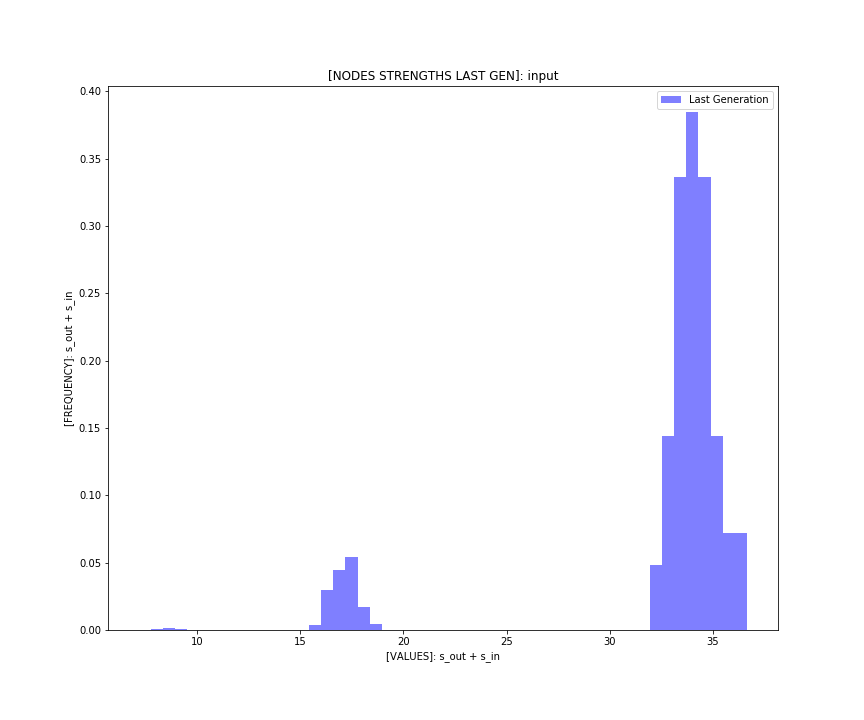 [NODES STRENGTHS LAST GEN]: input
Last Generation
0.40
0.35
0.30
0.25
0.20
0.15
0.10
0.05
0.00
[FREQUENCY]: s_out + s_in
10 15 20 25 30 35
[VALUES]: s_out + s_in